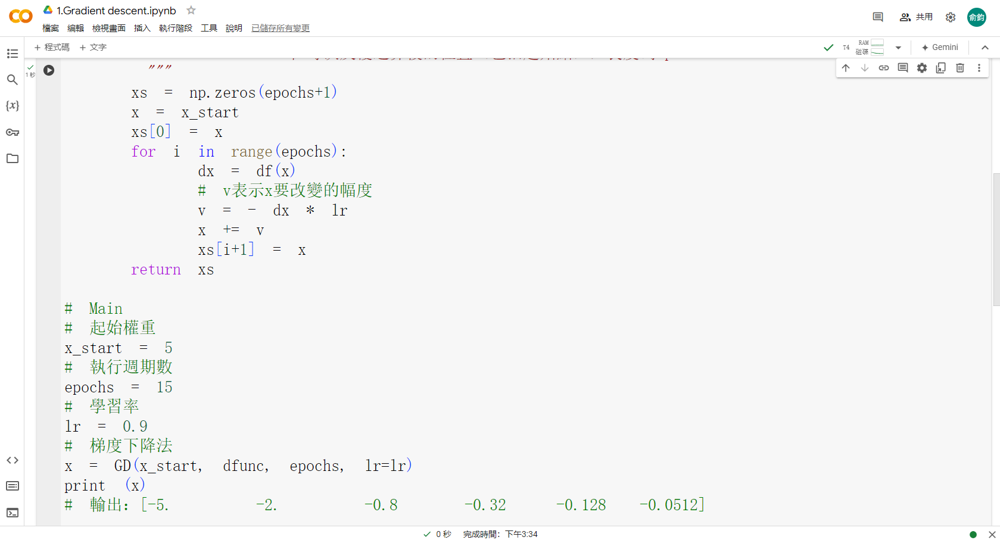 1.Gradient descent.ipynb
檔案 編輯 檢視畫面 插入 執行階段 工具 說明 已儲存所有變更
共用
俞鈞
+ 程式碼 + 文字
T4 RAM 磁碟 Gemini
1 秒
"""
xs = np.zeros(epochs+1)
x = x_start
xs[0] = x
for i in range(epochs):
dx = df(x)
# v表示x要改變的幅度
v = - dx * lr
x += v
xs[i+1] = x
return xs
# Main
# 起始權重
x_start = 5
# 執行週期數
epochs = 15
# 學習率
lr = 0.9
# 梯度下降法
x = GD(x_start, dfunc, epochs, lr=lr)
print (x)
# 輸出：[-5. -2. -0.8 -0.32 -0.128 -0.0512]
0 秒 完成時間：下午3:34